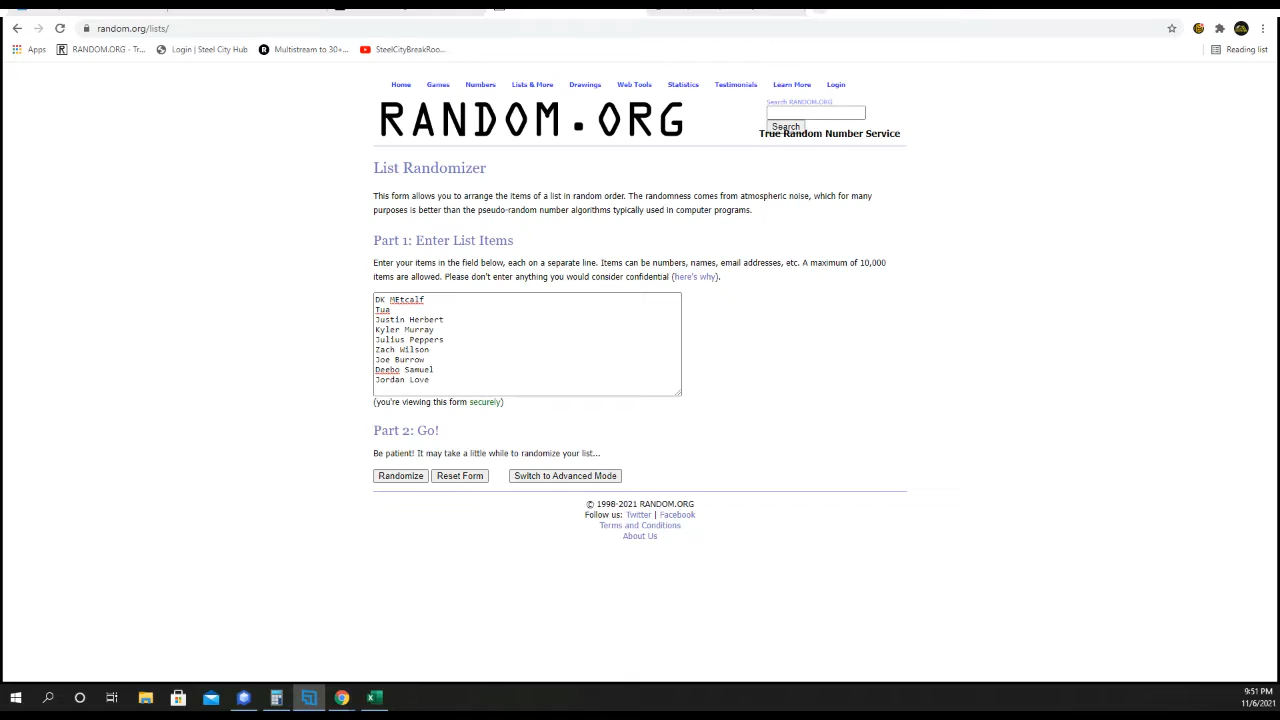 random.org/lists/
Apps
RANDOM.ORG - Tr...
Login | Steel City Hub
Multistream to 30+...
SteelCityBreakRoo...
Reading list
Home Games Numbers Lists & More Drawings Web Tools Statistics Testimonials Learn More Login
RANDOM.ORG
Search RANDOM.ORG
Search
True Random Number Service
List Randomizer
This form allows you to arrange the items of a list in random order. The randomness comes from atmospheric noise, which for many
purposes is better than the pseudo-random number algorithms typically used in computer programs.
Part 1: Enter List Items
Enter your items in the field below, each on a separate line. Items can be numbers, names, email addresses, etc. A maximum of 10,000
items are allowed. Please don't enter anything you would consider confidential (here's why).
DK MEtcalf
Tua
Justin Herbert
Kyler Murray
Julius Peppers
Zach Wilson
Joe Burrow
Deebo Samuel
Jordan Love
(you're viewing this form securely)
Part 2: Go!
Be patient! It may take a little while to randomize your list...
Randomize Reset Form Switch to Advanced Mode
© 1998-2021 RANDOM.ORG
Follow us: Twitter | Facebook
Terms and Conditions
About Us
9:51 PM
11/6/2021